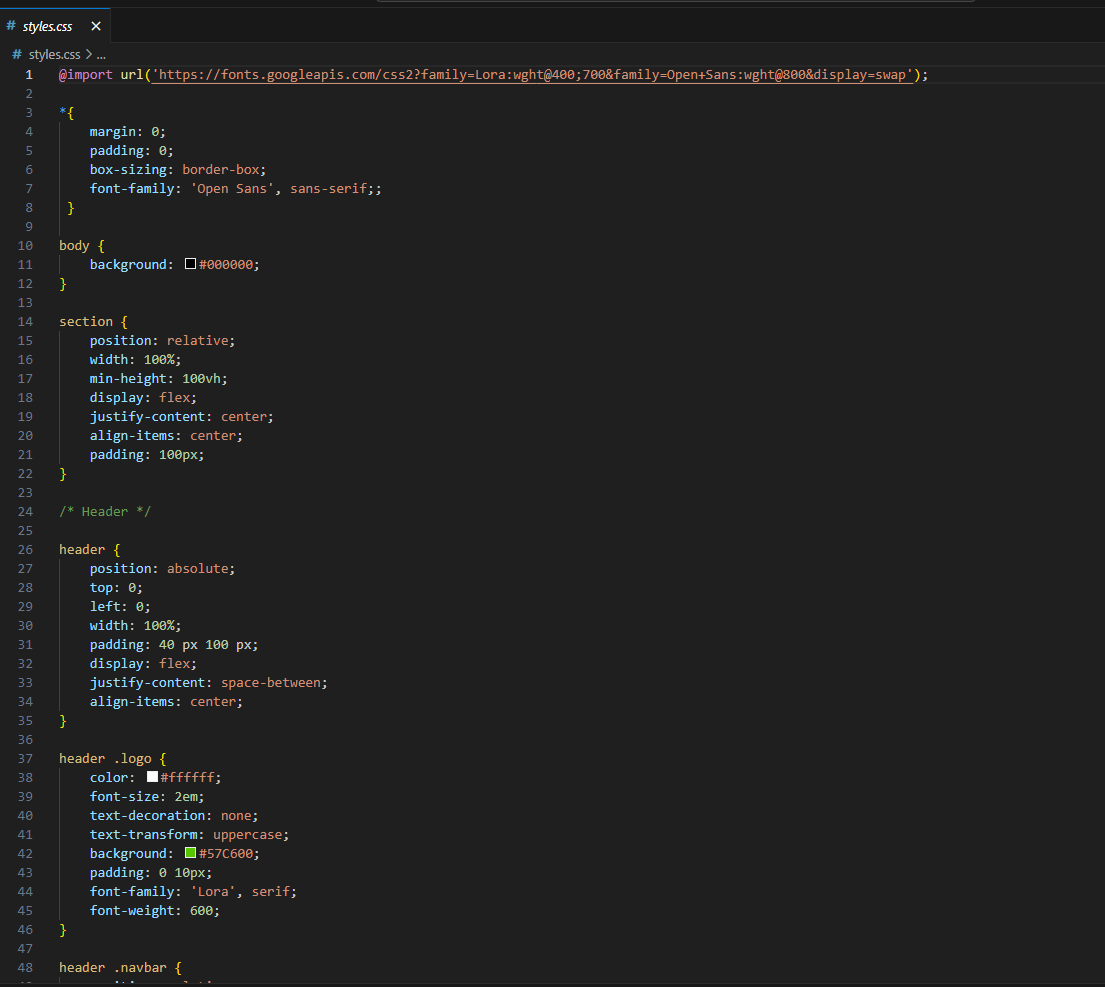 # styles.css ×
# styles.css > ...
1 @import url('https://fonts.googleapis.com/css2?family=Lora:wght@400;700&family=Open+Sans:wght@800&display=swap');
2
3 *{
4     margin: 0;
5     padding: 0;
6     box-sizing: border-box;
7     font-family: 'Open Sans', sans-serif;;
8  }
9
10 body {
11     background: #000000;
12 }
13
14 section {
15     position: relative;
16     width: 100%;
17     min-height: 100vh;
18     display: flex;
19     justify-content: center;
20     align-items: center;
21     padding: 100px;
22 }
23
24 /* Header */
25
26 header {
27     position: absolute;
28     top: 0;
29     left: 0;
30     width: 100%;
31     padding: 40 px 100 px;
32     display: flex;
33     justify-content: space-between;
34     align-items: center;
35 }
36
37 header .logo {
38     color: #ffffff;
39     font-size: 2em;
40     text-decoration: none;
41     text-transform: uppercase;
42     background: #57C600;
43     padding: 0 10px;
44     font-family: 'Lora', serif;
45     font-weight: 600;
46 }
47
48 header .navbar {